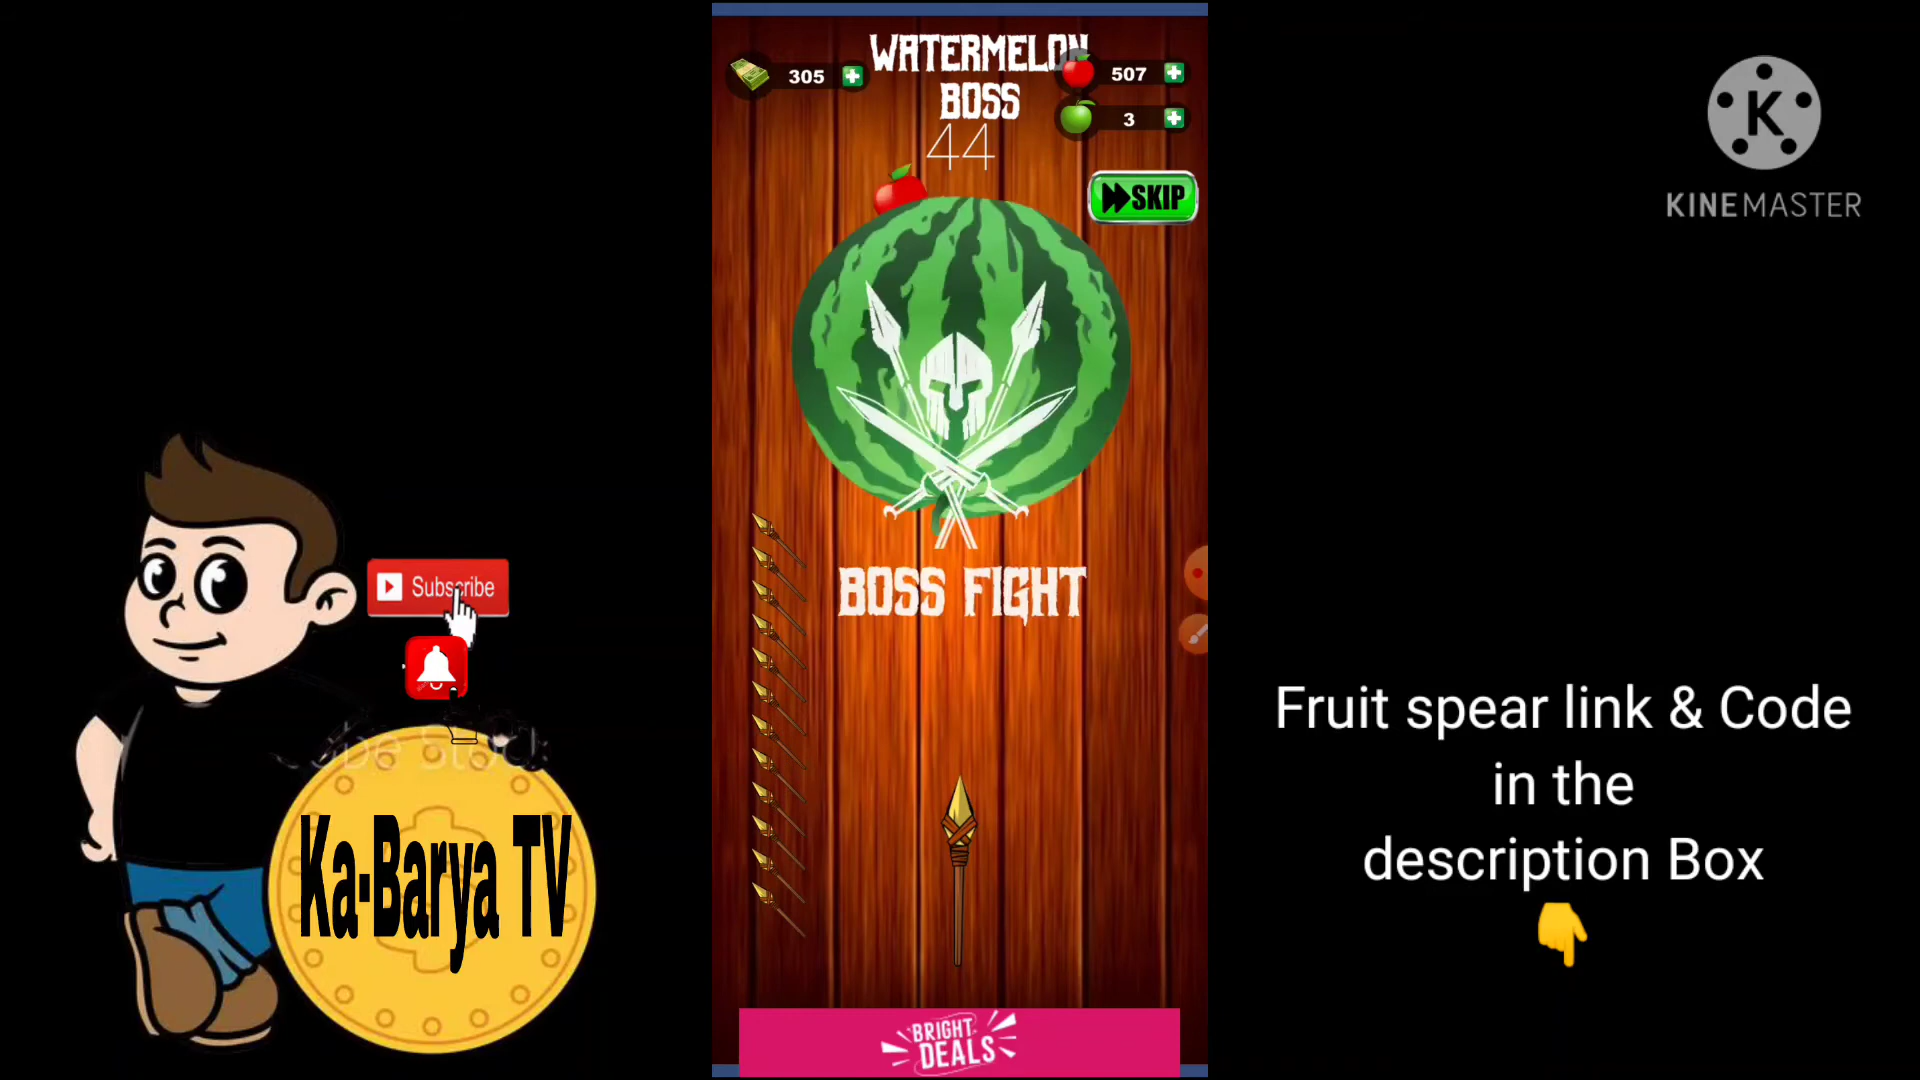 WATERMELON
BOSS
305
507
3
44
SKIP
BOSS FIGHT
BRIGHT
DEALS
K
KINEMASTER
Subscribe
Ka-Barya TV
Fruit spear link & Code
in the
description Box